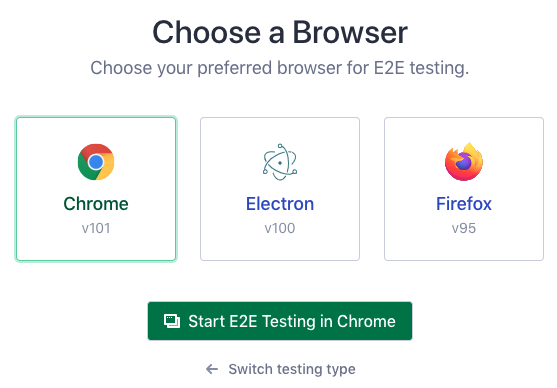 Choose a Browser
Choose your preferred browser for E2E testing.
Chrome
v101
Electron
v100
Firefox
v95
Start E2E Testing in Chrome
Switch testing type